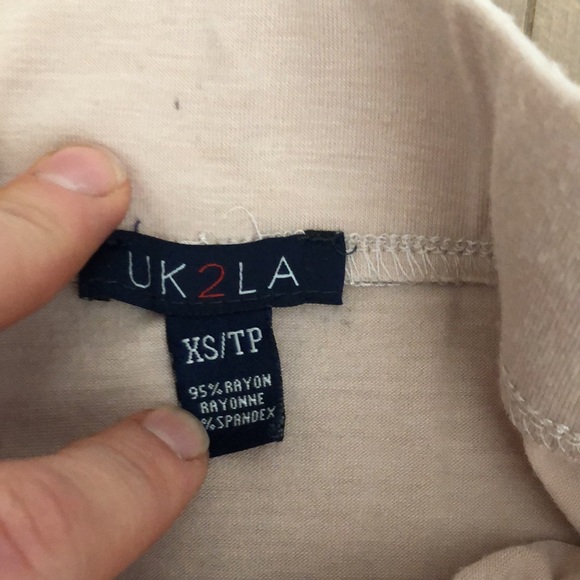 UK2LA
XS/TP
95% RAYON
RAYONNE
% SPANDEX